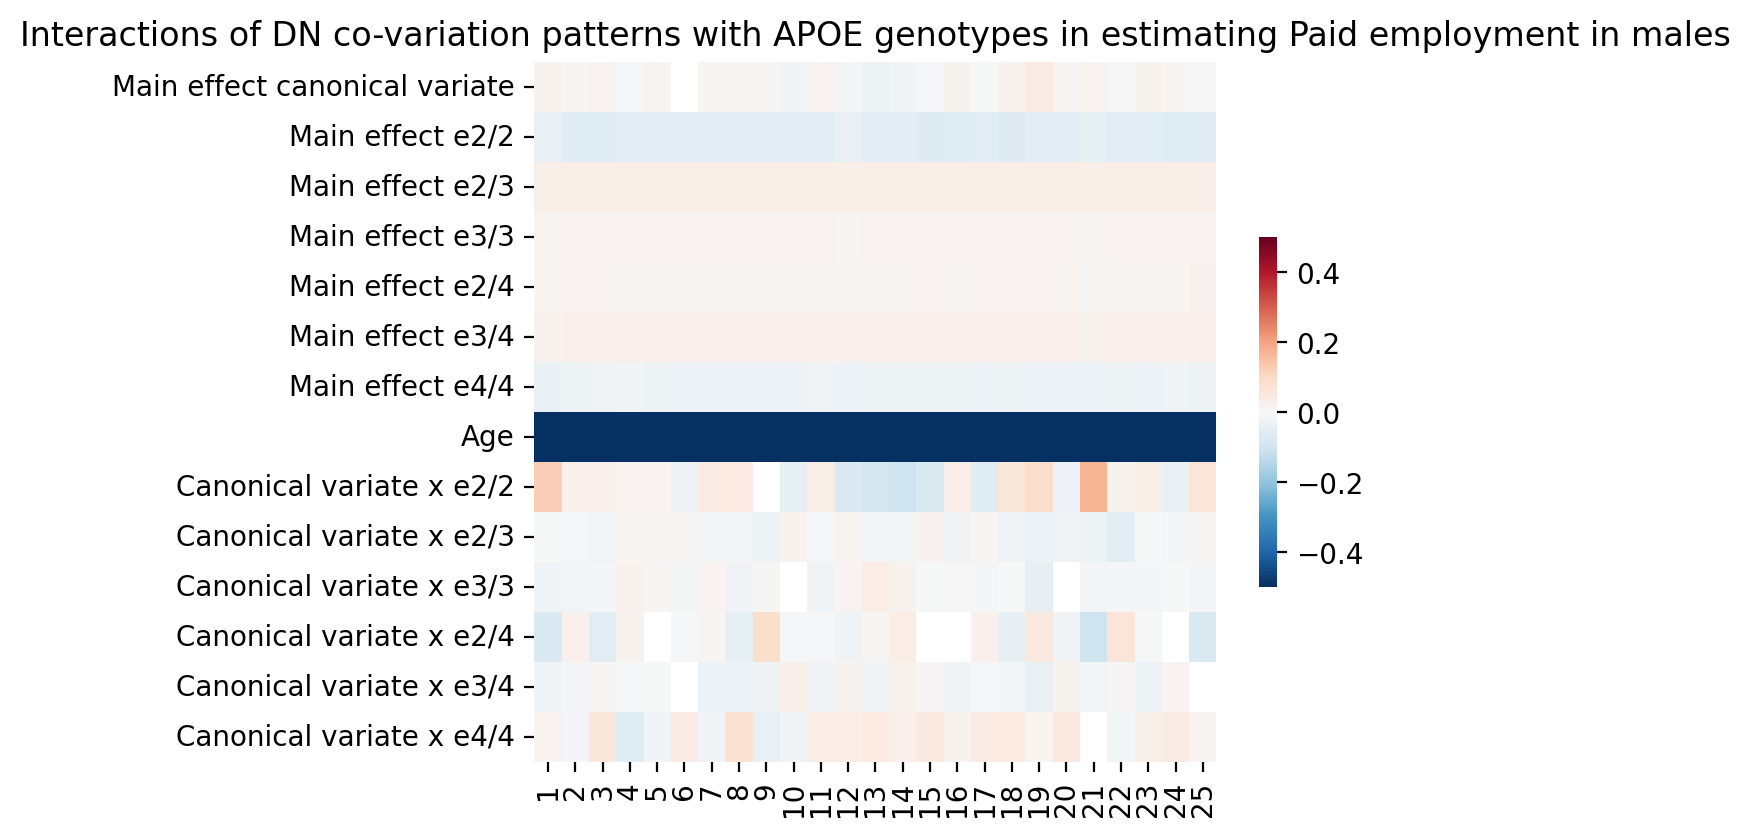 Interactions of DN co-variation patterns with APOE genotypes in estimating Paid employment in males
Main effect canonical variate
Main effect e2/2
Main effect e2/3
Main effect e3/3
Main effect e2/4
Main effect e3/4
Main effect e4/4
Age
Canonical variate x e2/2
Canonical variate x e2/3
Canonical variate x e3/3
Canonical variate x e2/4
Canonical variate x e3/4
Canonical variate x e4/4
1 2 3 4 5 6 7 8 9 10 11 12 13 14 15 16 17 18 19 20 21 22 23 24 25
0.4
0.2
0.0
−0.2
−0.4